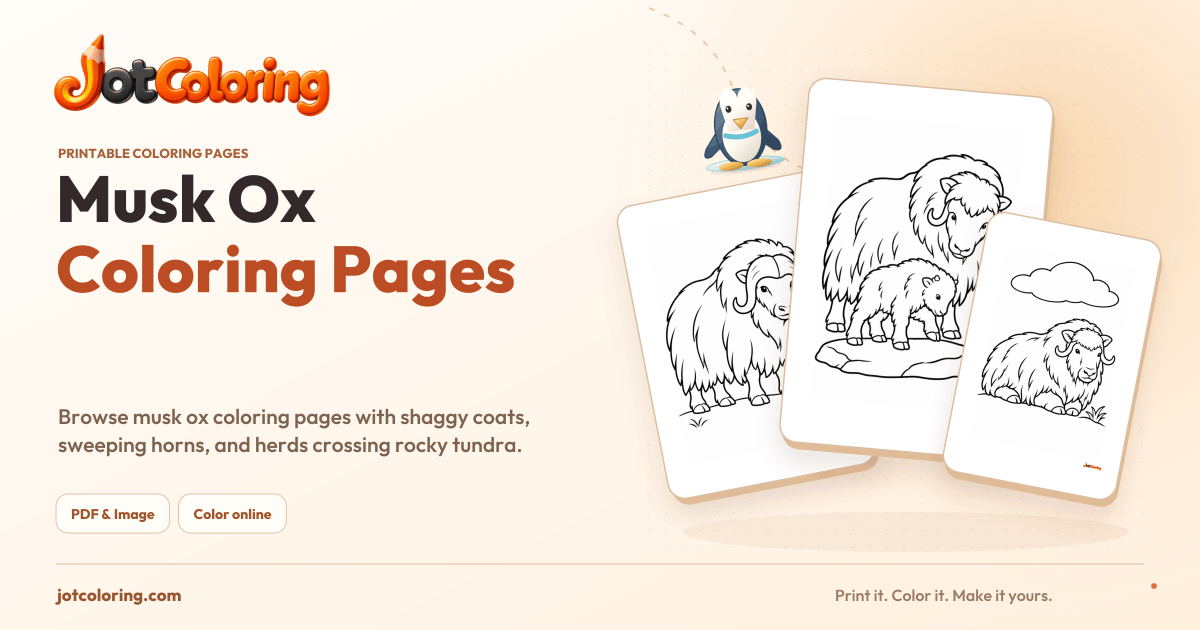 JotColoring
PRINTABLE COLORING PAGES
Musk Ox
Coloring Pages
Browse musk ox coloring pages with shaggy coats,
sweeping horns, and herds crossing rocky tundra.
PDF & Image
Color online
jotcoloring.com
Print it. Color it. Make it yours.